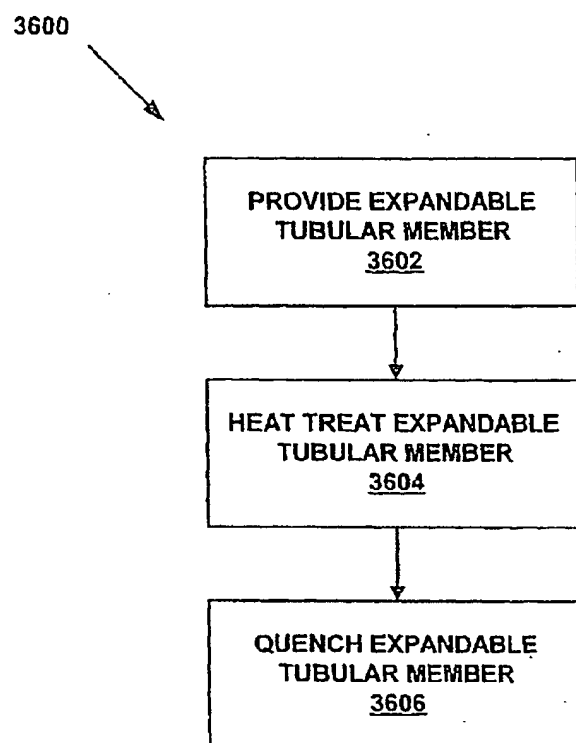 3600
PROVIDE EXPANDABLE
TUBULAR MEMBER
3602
HEAT TREAT EXPANDABLE
TUBULAR MEMBER
3604
QUENCH EXPANDABLE
TUBULAR MEMBER
3606